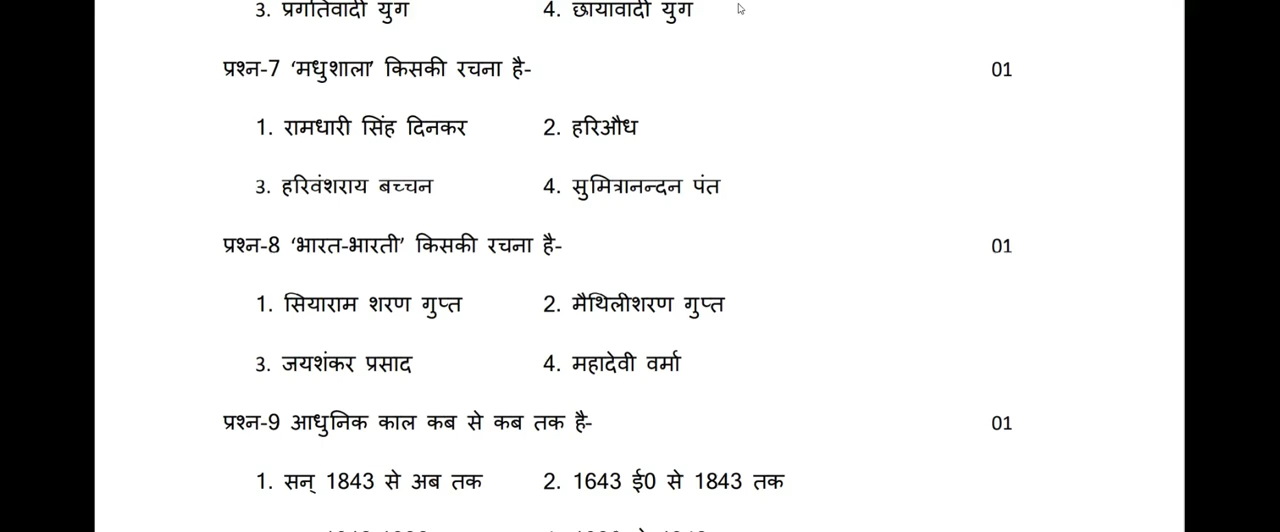 3. प्रगतिवादी युग 4. छायावादी युग
प्रश्न-7 ‘मधुशाला’ किसकी रचना है- 01
1. रामधारी सिंह दिनकर 2. हरिऔध
3. हरिवंशराय बच्चन 4. सुमित्रानन्दन पंत
प्रश्न-8 ‘भारत-भारती’ किसकी रचना है- 01
1. सियाराम शरण गुप्त 2. मैथिलीशरण गुप्त
3. जयशंकर प्रसाद 4. महादेवी वर्मा
प्रश्न-9 आधुनिक काल कब से कब तक है- 01
1. सन् 1843 से अब तक 2. 1643 ई0 से 1843 तक